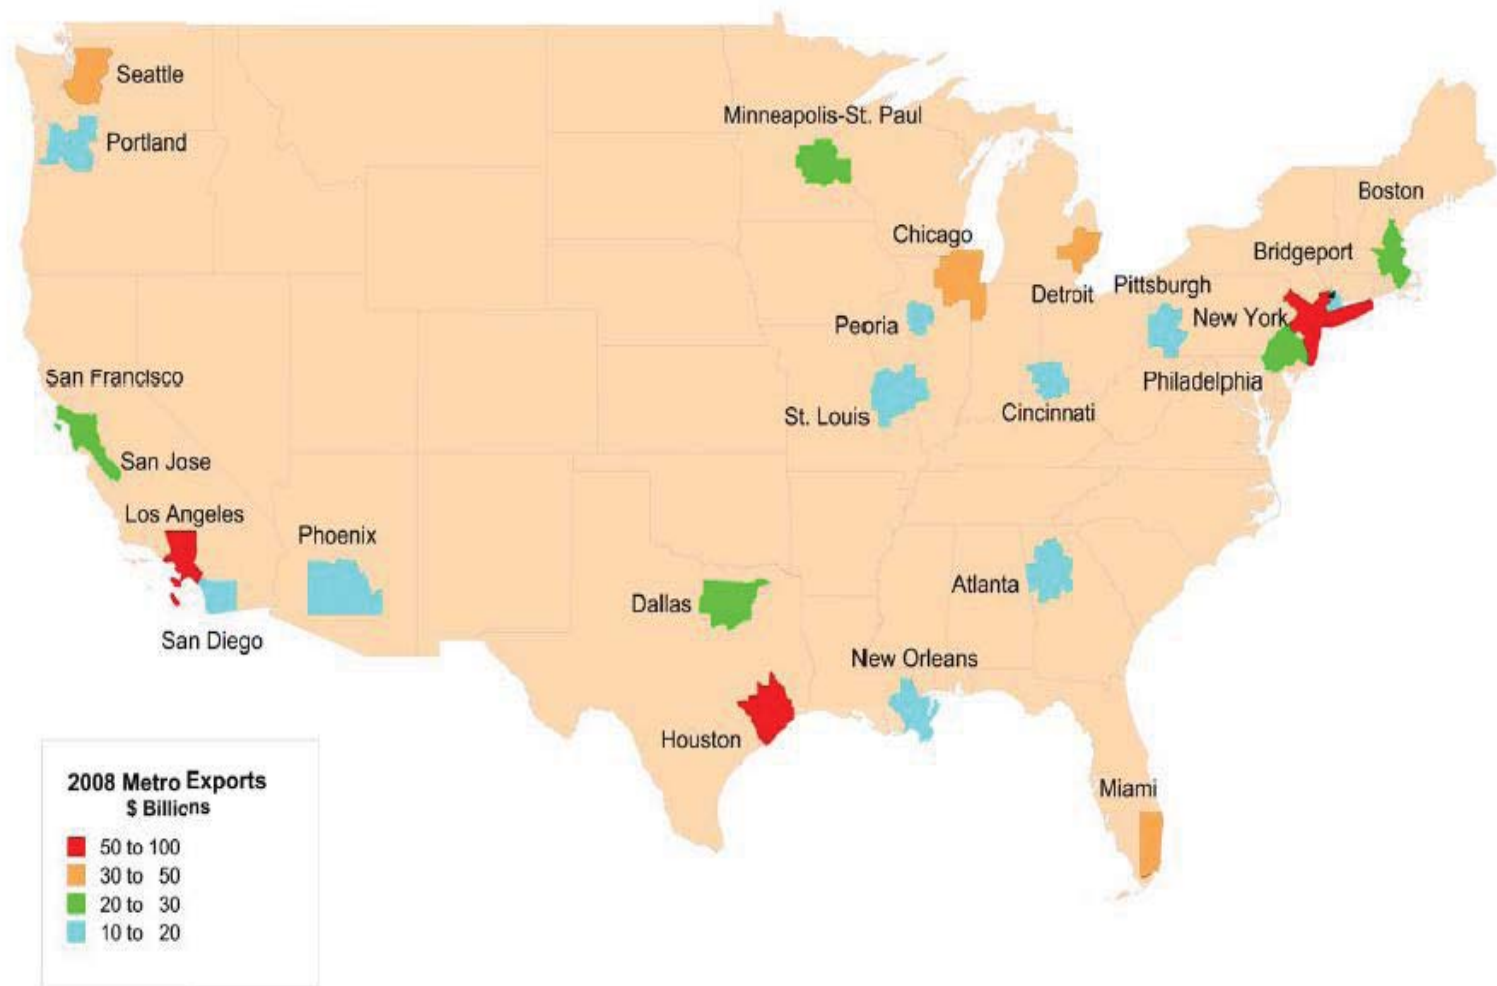 Seattle
Portland
Minneapolis-St. Paul
Boston
Chicago
Bridgeport
Detroit
Pittsburgh
New York
Peoria
San Francisco
Philadelphia
St. Louis
Cincinnati
San Jose
Los Angeles
Phoenix
Atlanta
Dallas
San Diego
New Orleans
Houston
Miami
2008 Metro Exports
$ Billions
50 to 100
30 to 50
20 to 30
10 to 20